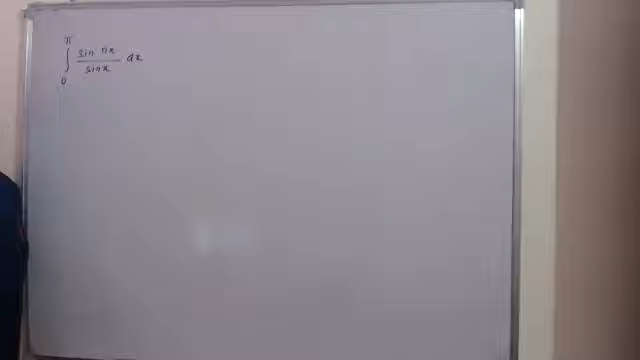 ∫₀^π (sin nx)/(sin x) dx